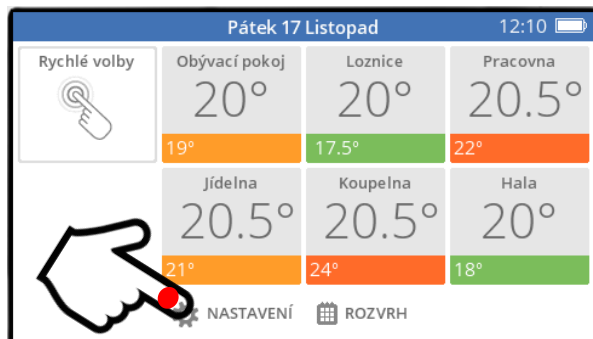 Pátek 17 Listopad 12:10
Rychlé volby
Obývací pokoj
20°
19°
Loznice
20°
17.5°
Pracovna
20.5°
22°
Jídelna
20.5°
21°
Koupelna
20.5°
24°
Hala
20°
18°
NASTAVENÍ ROZVRH